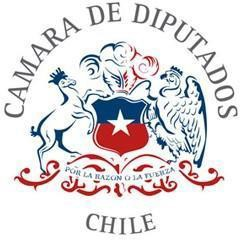 CAMARA DE DIPUTADOS
POR LA RAZON O LA FUERZA
CHILE